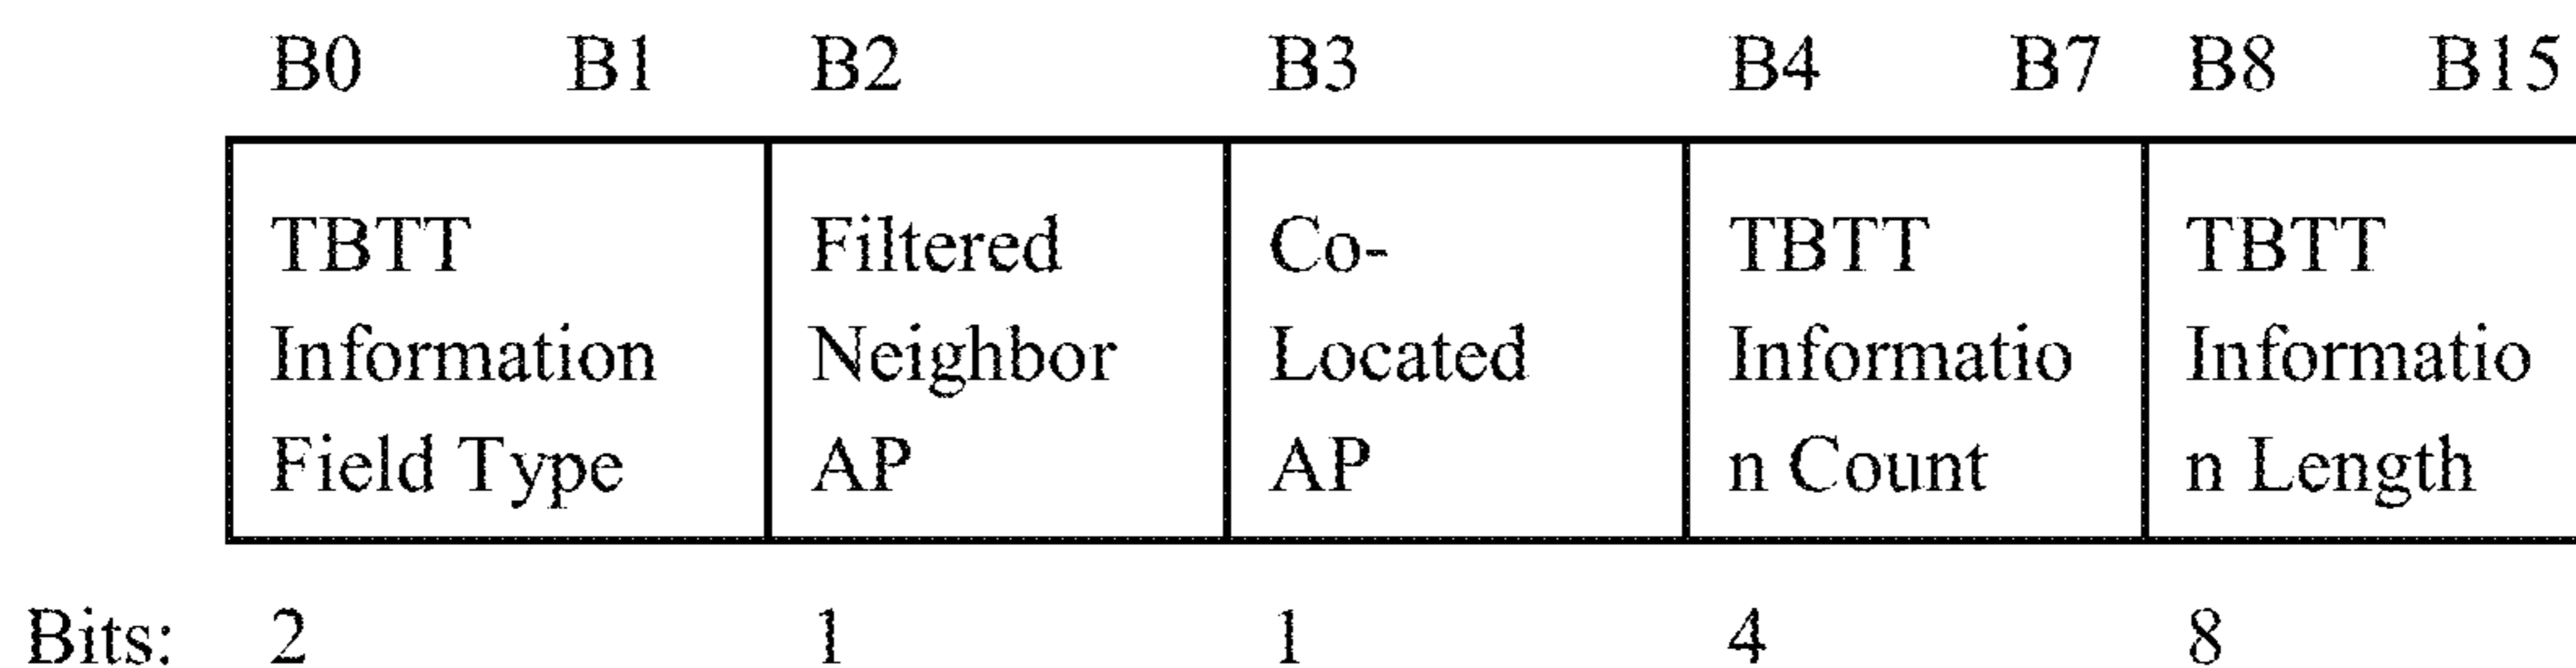 B0 B1 B2 B3 B4 B7 B8 B15
TBTT Filtered Co- TBTT TBTT
Information Neighbor Located Informatio Informatio
Field Type AP AP n Count n Length
Bits: 2 1 1 4 8